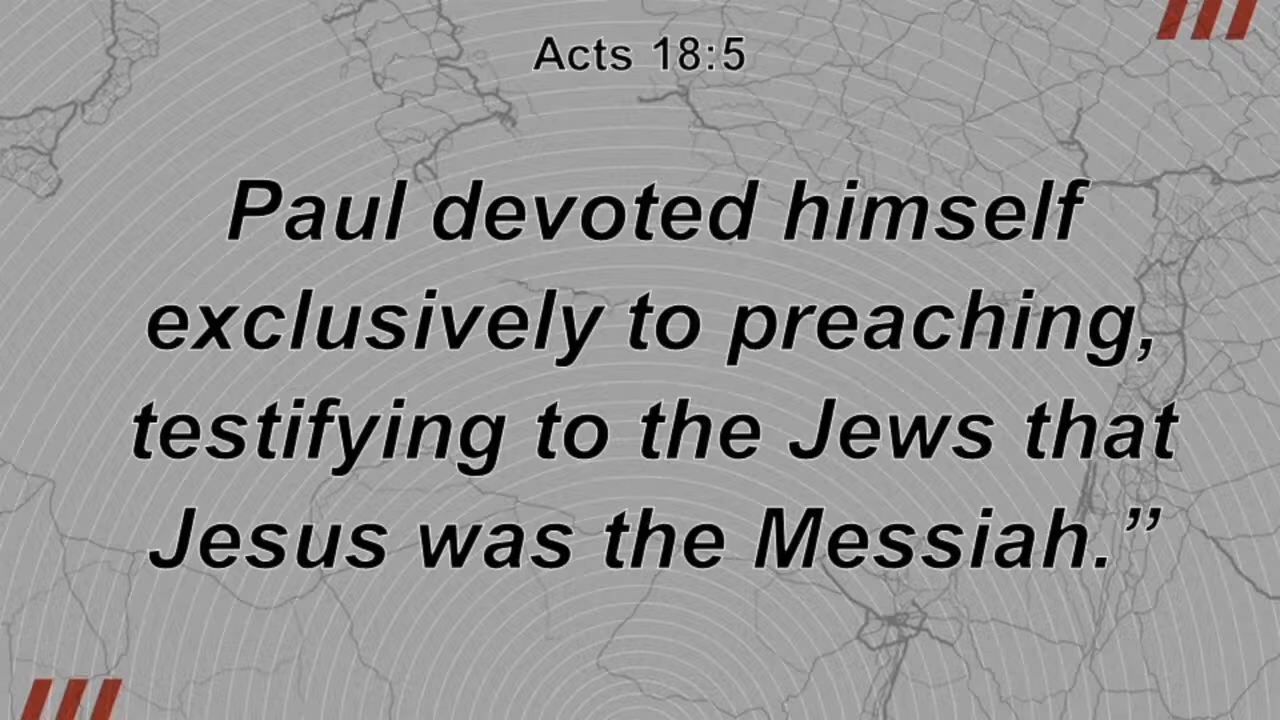 Acts 18:5
Paul devoted himself
exclusively to preaching,
testifying to the Jews that
Jesus was the Messiah.”